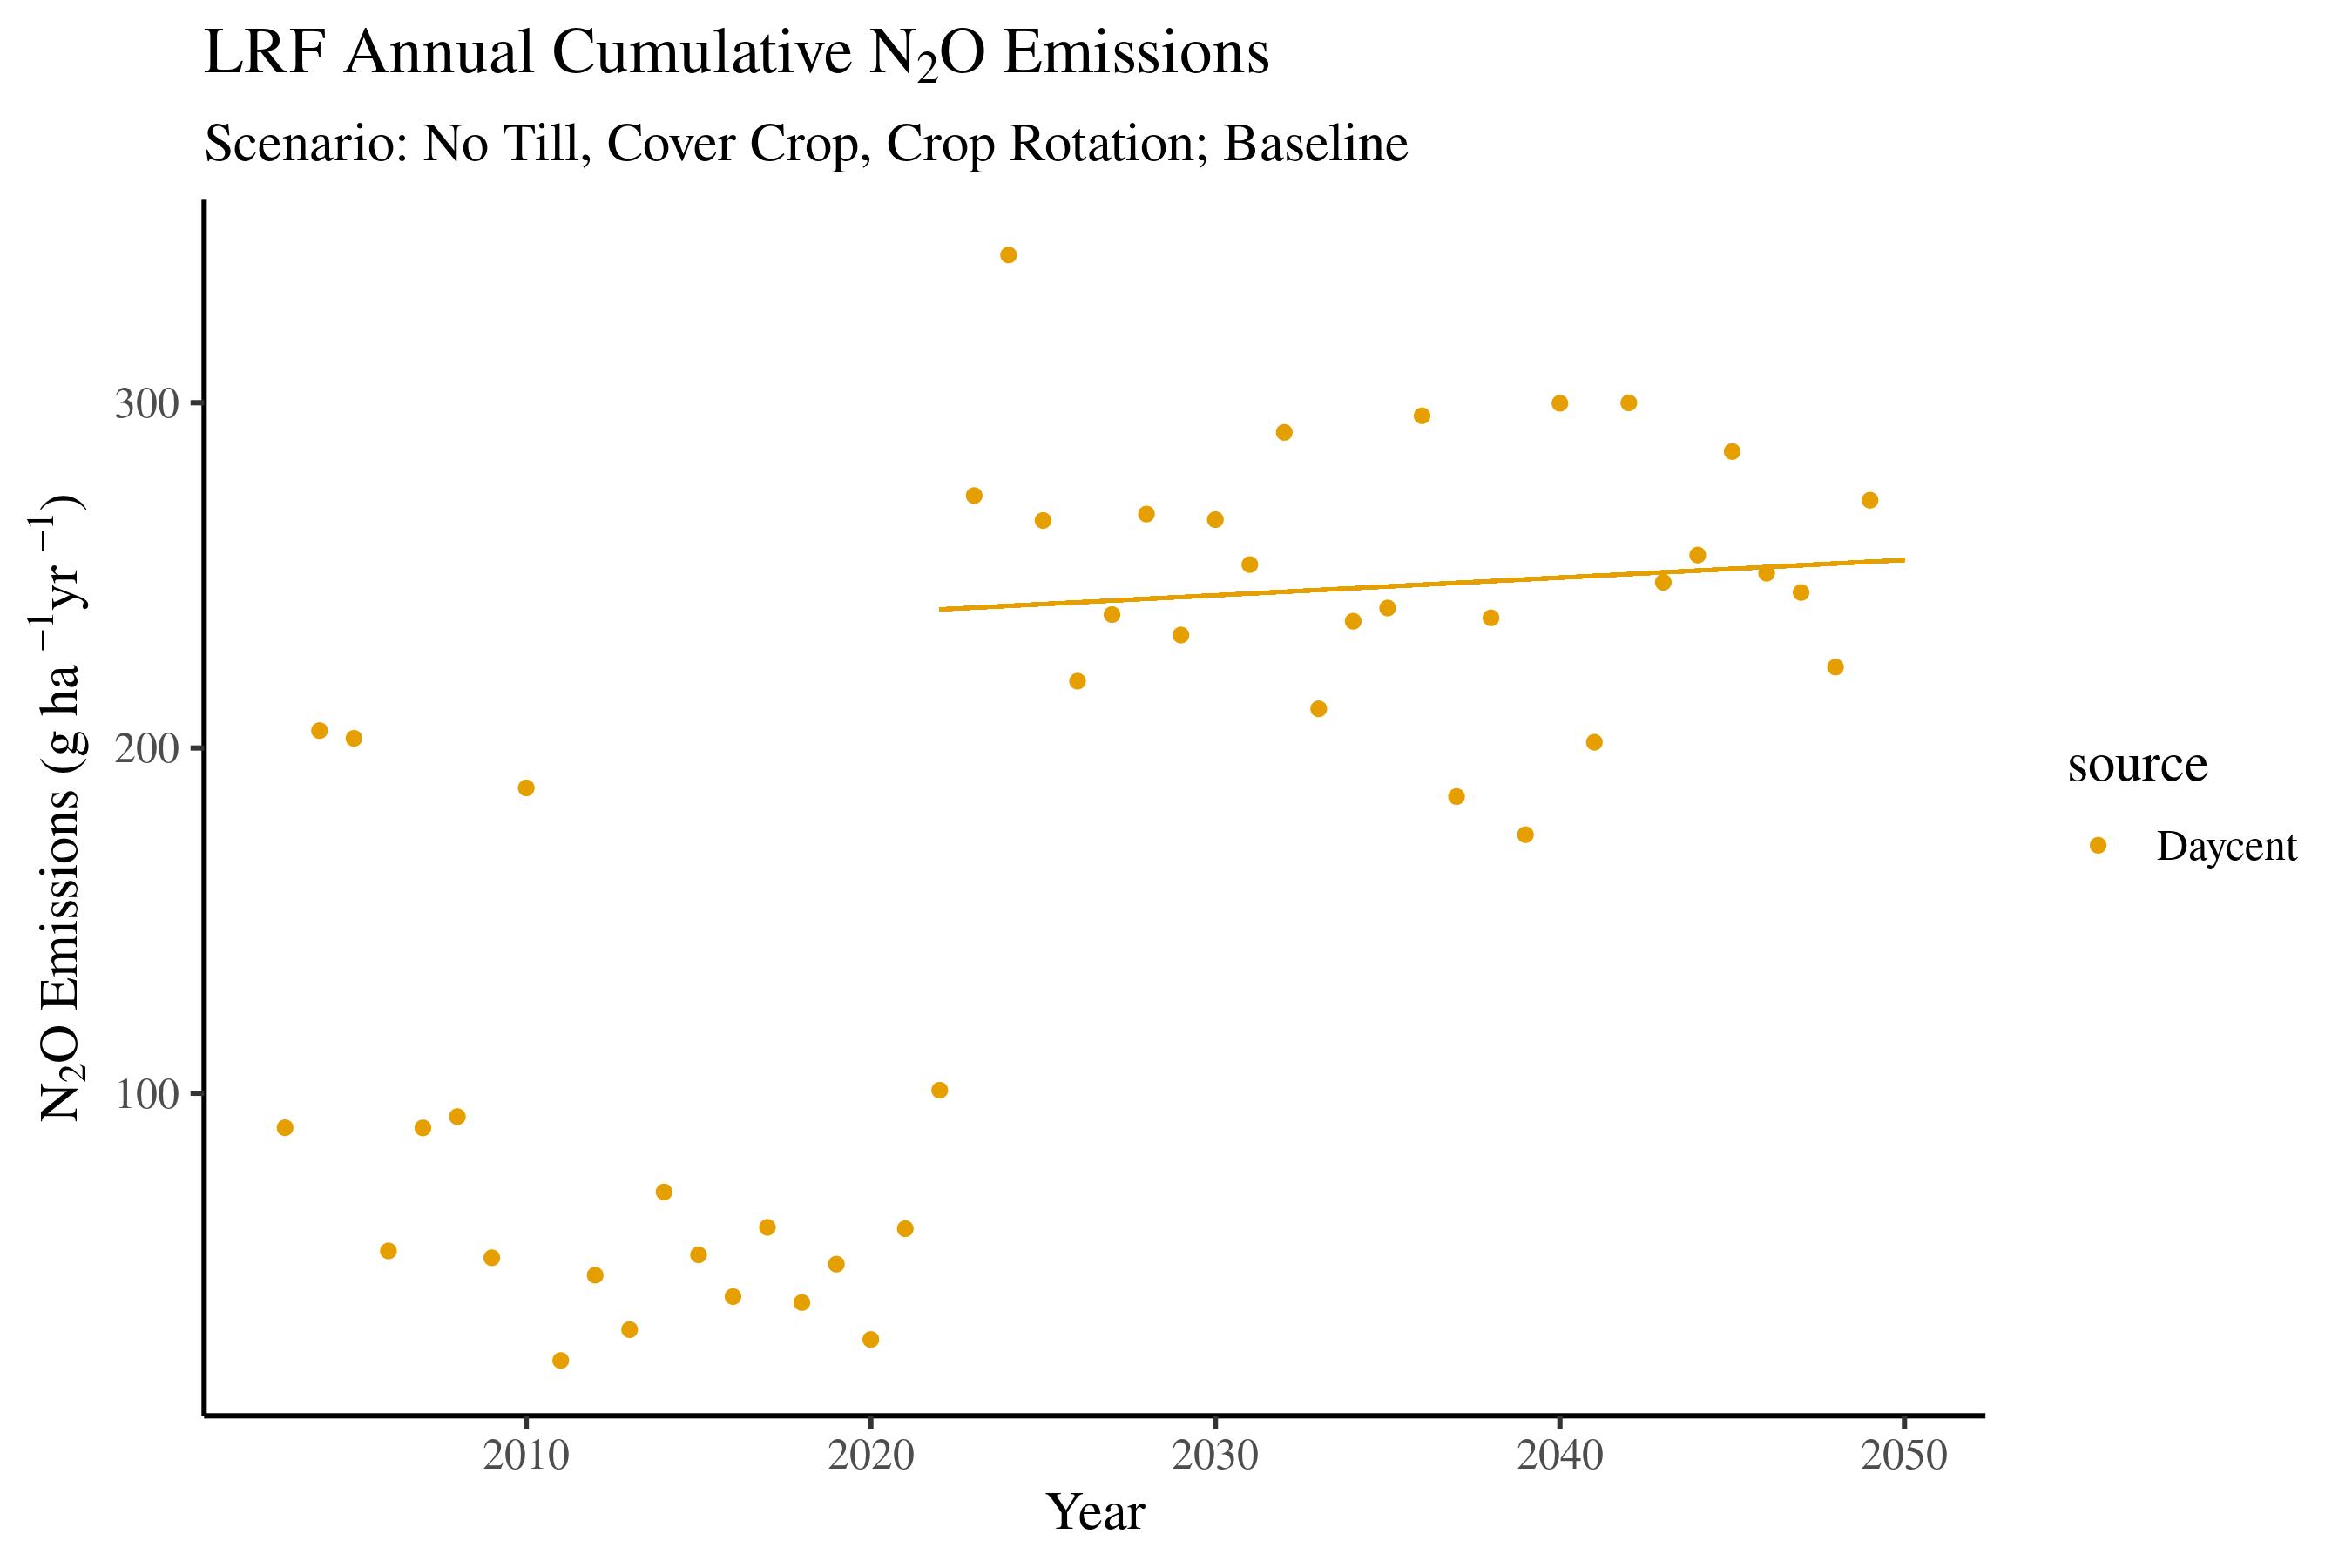 LRF Annual Cumulative N₂O Emissions
Scenario: No Till, Cover Crop, Crop Rotation; Baseline
N₂O Emissions (g ha⁻¹yr⁻¹)
300
200
100
2010 2020 2030 2040 2050
Year
source
Daycent